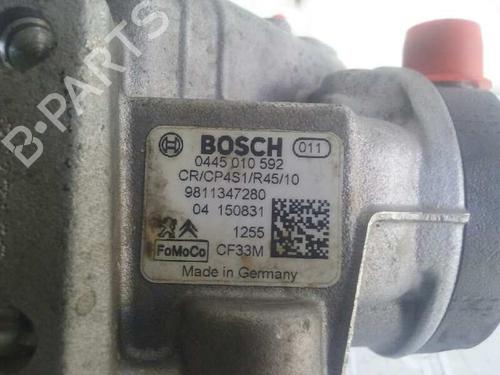 B-PARTS
BOSCH 011
0445 010 592
CR/CP4S1/R45/10
9811347280
04 150831
1255
FoMoCo CF33M
Made in Germany